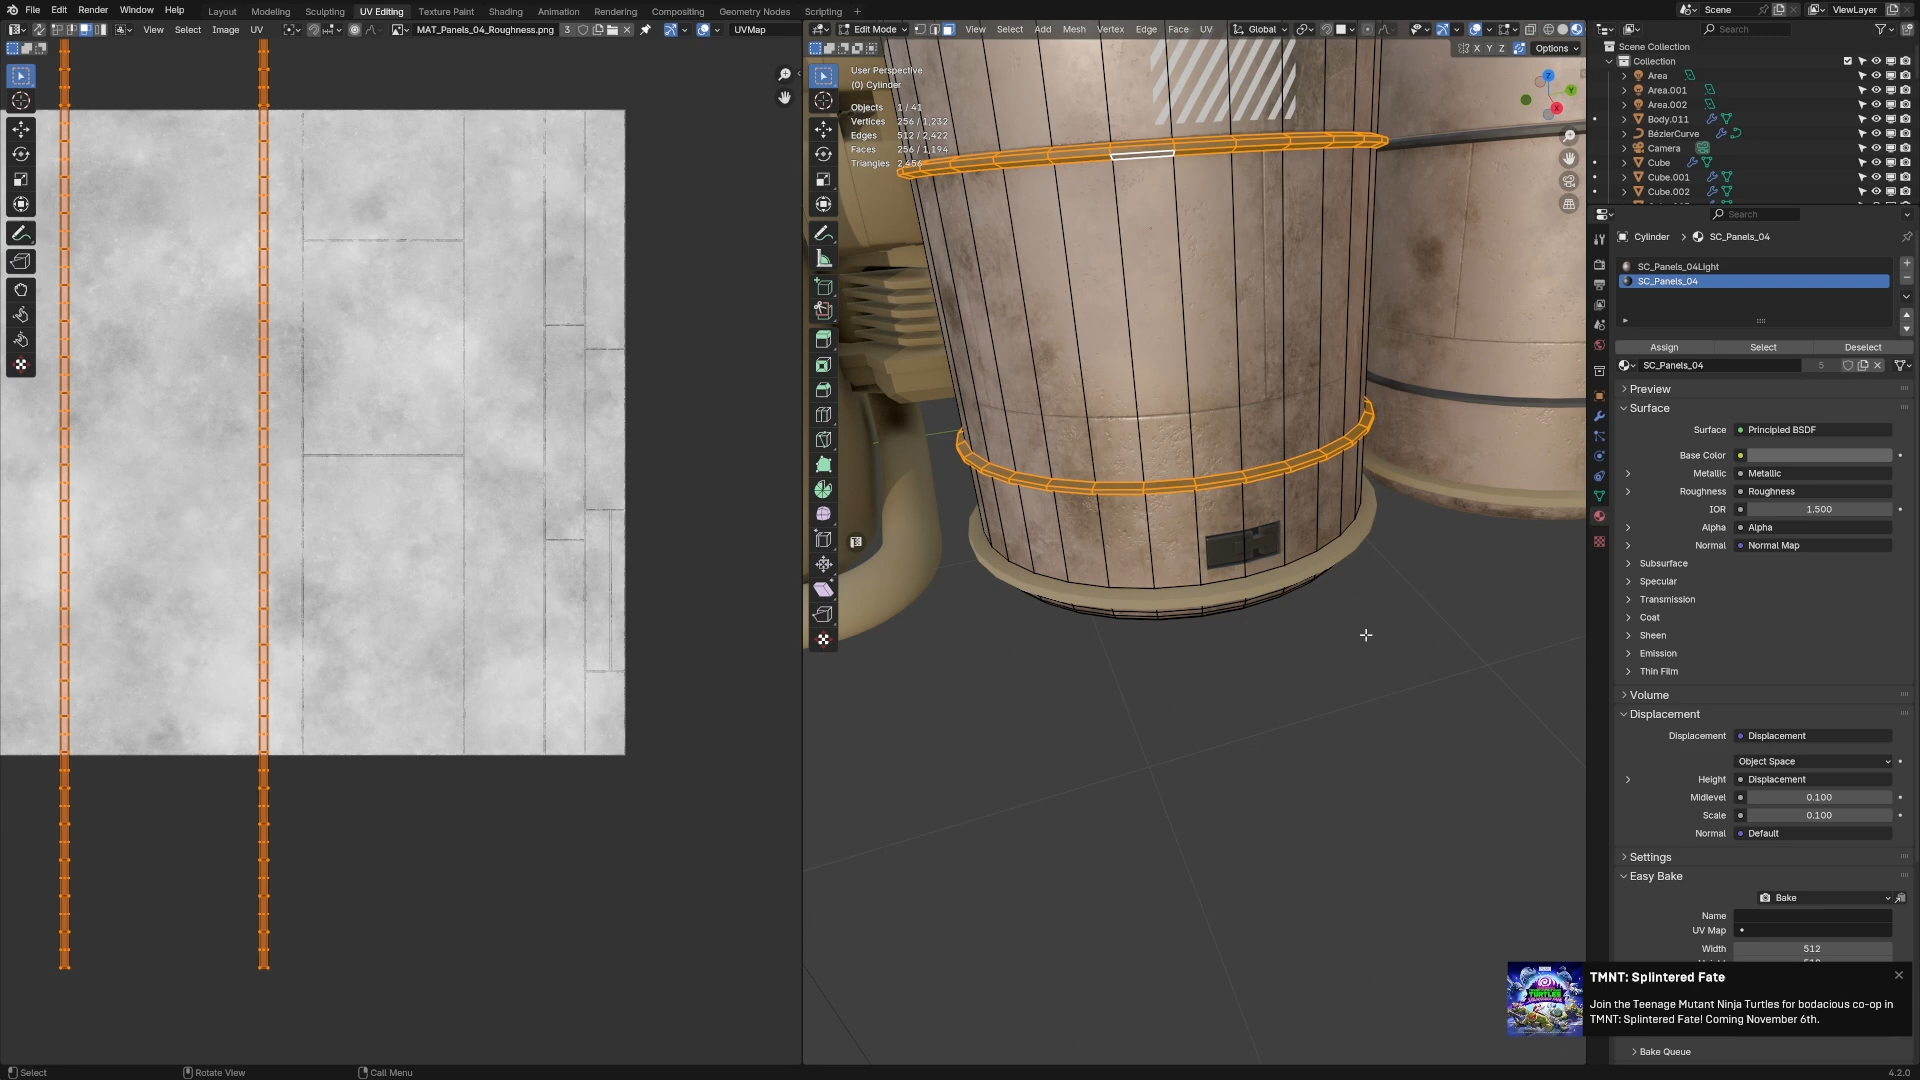 File Edit Render Window Help Layout Modeling Sculpting UV Editing Texture Paint Shading Animation Rendering Compositing Geometry Nodes Scripting + Scene ViewLayer
View Select Image UV MAT_Panels_04_Roughness.png 3 UVMap
Edit Mode View Select Add Mesh Vertex Edge Face UV Global
X Y Z Options
User Perspective
(0) Cylinder
Objects 1 / 41
Vertices 256 / 1,232
Edges 512 / 2,422
Faces 256 / 1,194
Triangles 2,456
Z
Y
X
Search
Scene Collection
Collection
Area
Area.001
Area.002
Body.011
BézierCurve
Camera
Cube
Cube.001
Cube.002
Search
Cylinder SC_Panels_04
SC_Panels_04Light
SC_Panels_04
Assign Select Deselect
SC_Panels_04 5
Preview
Surface
Surface Principled BSDF
Base Color
Metallic Metallic
Roughness Roughness
IOR 1.500
Alpha Alpha
Normal Normal Map
Subsurface
Specular
Transmission
Coat
Sheen
Emission
Thin Film
Volume
Displacement
Displacement Displacement
Object Space
Height Displacement
Midlevel 0.100
Scale 0.100
Normal Default
Settings
Easy Bake
Bake
Name
UV Map
Width 512
TMNT: Splintered Fate
Join the Teenage Mutant Ninja Turtles for bodacious co-op in
TMNT: Splintered Fate! Coming November 6th.
Bake Queue
Select Rotate View Call Menu 4.2.0